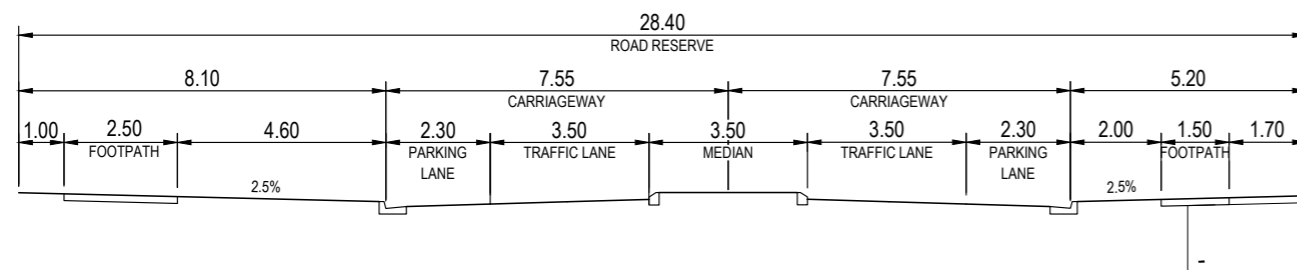 28.40
ROAD RESERVE
8.10 7.55 7.55 5.20
CARRIAGEWAY CARRIAGEWAY
1.00 2.50 4.60 2.30 3.50 3.50 3.50 2.30 2.00 1.50 1.70
FOOTPATH PARKING TRAFFIC LANE MEDIAN TRAFFIC LANE PARKING FOOTPATH
LANE LANE
2.5% 2.5%
-